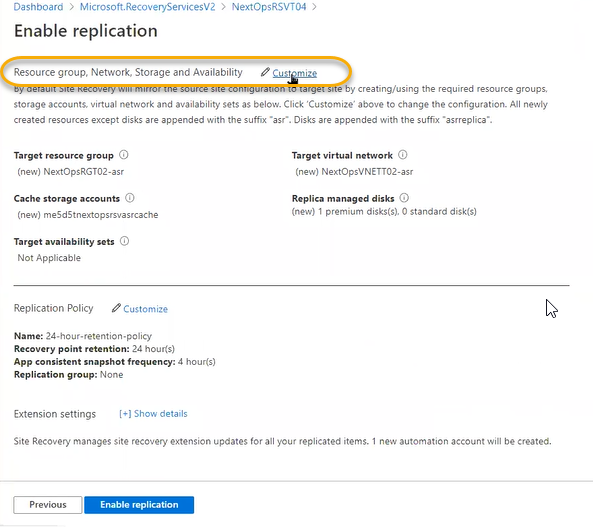 Dashboard > Microsoft.RecoveryServicesV2 > NextOpsRSVT04 >
Enable replication
Resource group, Network, Storage and Availability Customize
By default Site Recovery will mirror the source site configuration to target site by creating/using the required resource groups,
storage accounts, virtual network and availability sets as below. Click 'Customize' above to change the configuration. All newly
created resources except disks are appended with the suffix "asr". Disks are appended with the suffix "asrreplica".
Target resource group Target virtual network
(new) NextOpsRGT02-asr (new) NextOpsVNETT02-asr
Cache storage accounts Replica managed disks
(new) me5d5tnextopsrsvasrcache (new) 1 premium disk(s), 0 standard disk(s)
Target availability sets
Not Applicable
Replication Policy Customize
Name: 24-hour-retention-policy
Recovery point retention: 24 hour(s)
App consistent snapshot frequency: 4 hour(s)
Replication group: None
Extension settings [+] Show details
Site Recovery manages site recovery extension updates for all your replicated items. 1 new automation account will be created.
Previous Enable replication